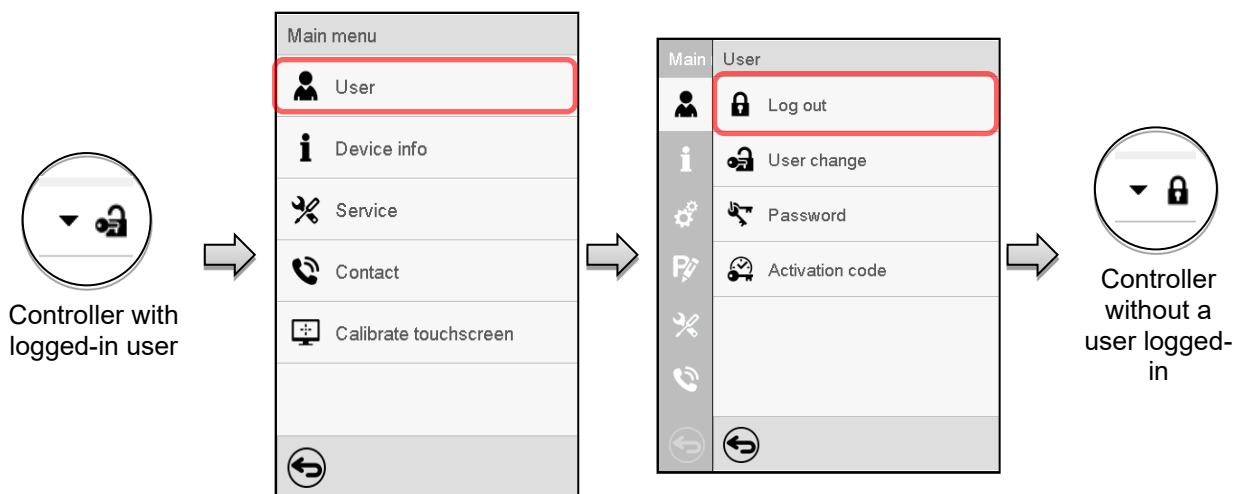 Controller with
logged-in user
Main menu
User
Device info
Service
Contact
Calibrate touchscreen
Main
User
Log out
User change
Password
Activation code
Controller
without a
user logged-
in